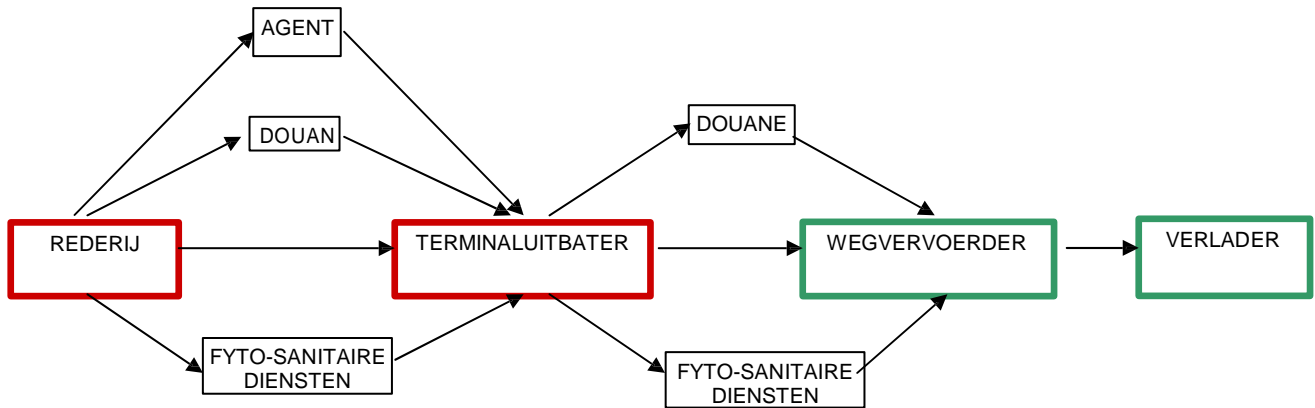 AGENT
DOUAN
DOUANE
REDERIJ
TERMINALUITBATER
WEGVERVOERDER
VERLADER
FYTO-SANITAIRE
DIENSTEN
FYTO-SANITAIRE
DIENSTEN